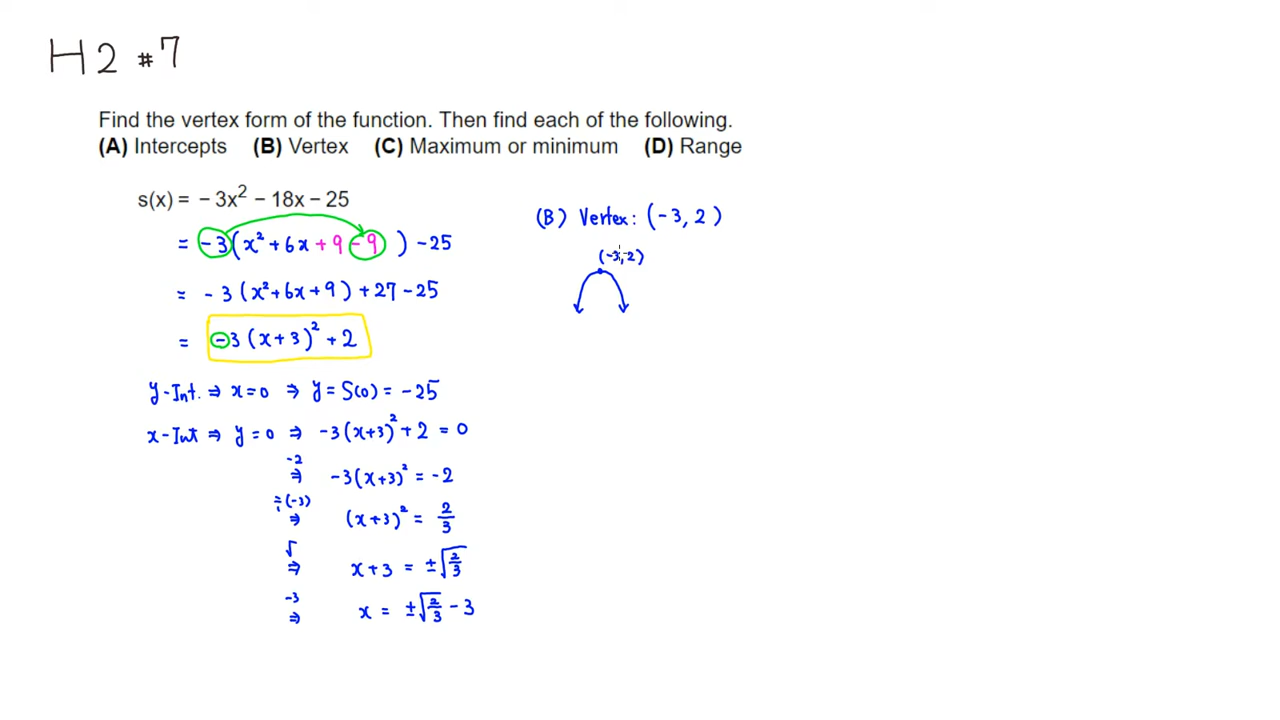 H2 #7
Find the vertex form of the function. Then find each of the following.
(A) Intercepts (B) Vertex (C) Maximum or minimum (D) Range
s(x) = − 3x² − 18x − 25
= -3(x² + 6x + 9 - 9 ) - 25
= -3(x² + 6x + 9) + 27 - 25
= -3(x + 3)² + 2
y-Int. ⇒ x = 0 ⇒ y = S(0) = -25
x-Int ⇒ y = 0 ⇒ -3(x+3)² + 2 = 0
-2
⇒ -3(x+3)² = -2
÷(-3)
⇒ (x+3)² = 2/3
√
⇒ x + 3 = ±√(2/3)
-3
⇒ x = ±√(2/3) - 3
(B) Vertex: (-3, 2)
(-3, 2)